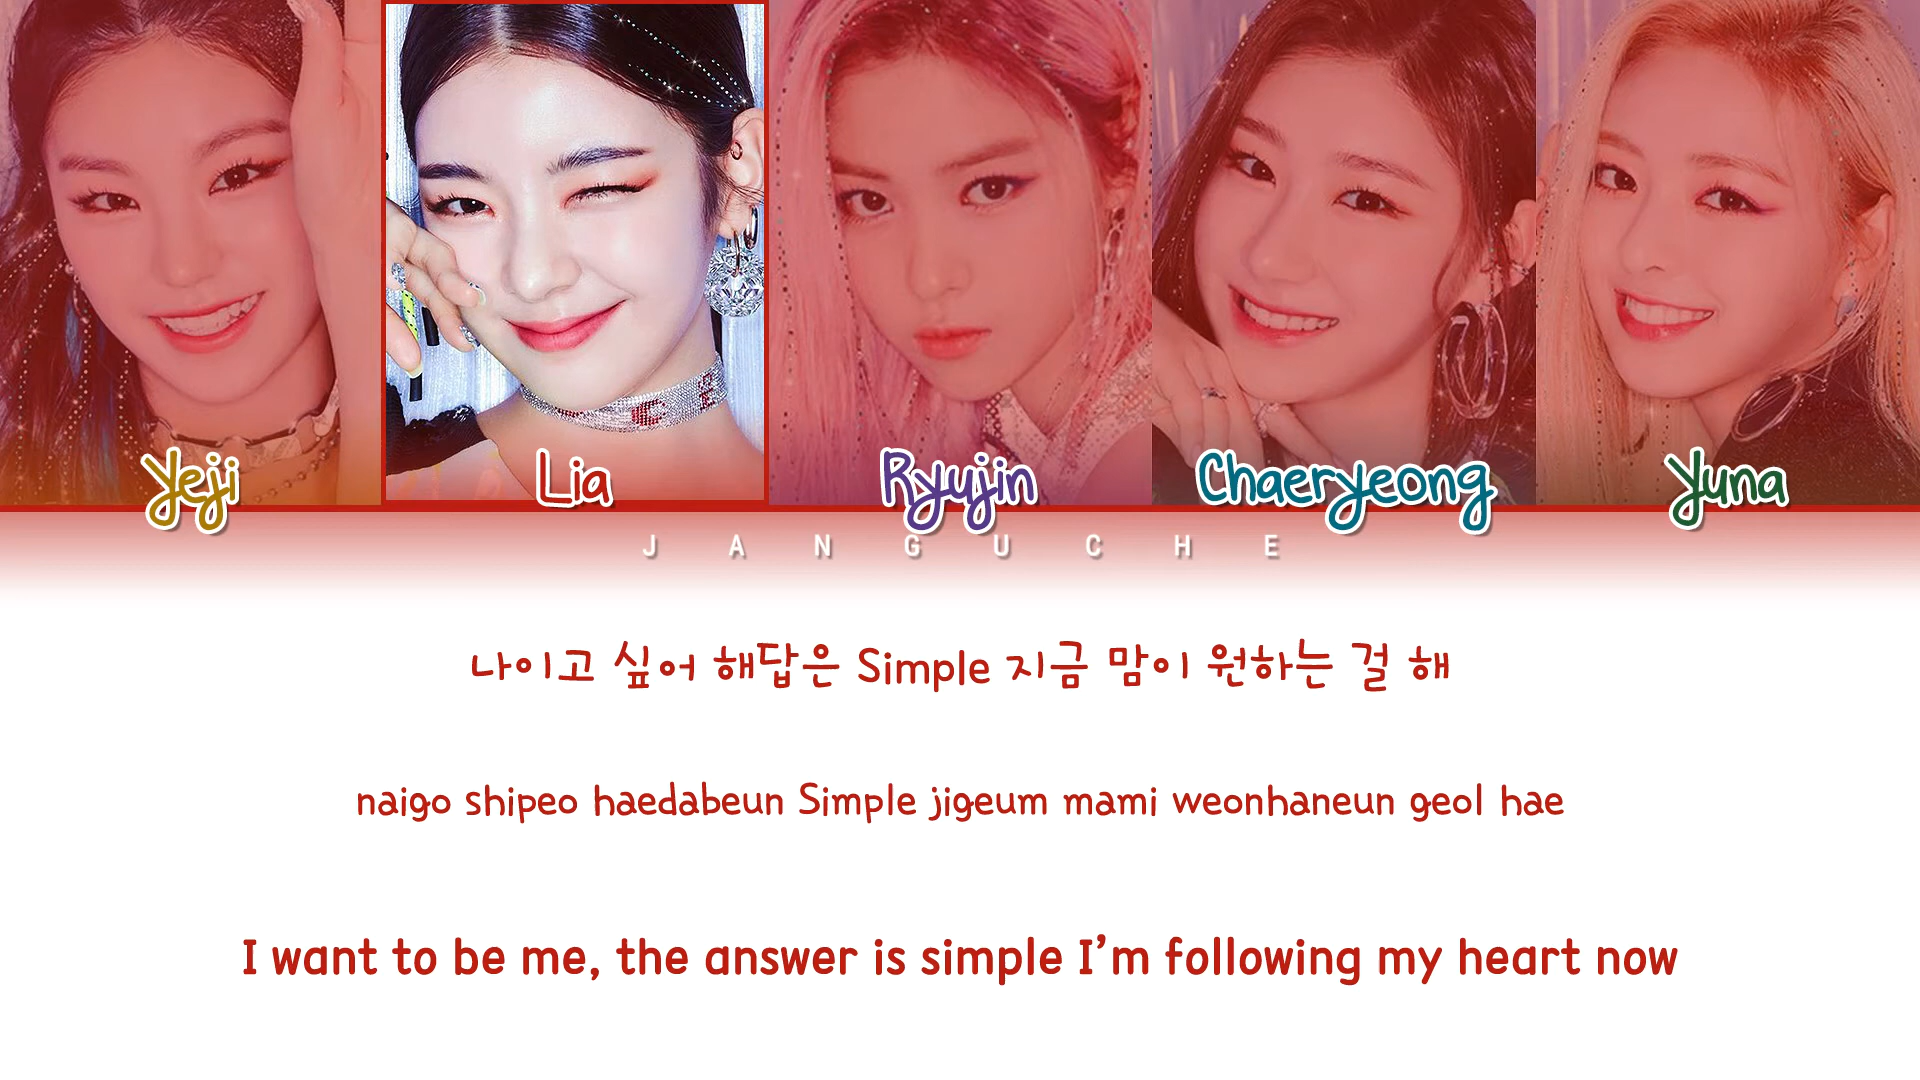 Yeji Lia Ryujin Chaeryeong Yuna
JANGUCHE
나이고 싶어 해답은 Simple 지금 맘이 원하는 걸 해
naigo shipeo haedabeun Simple jigeum mami weonhaneun geol hae
I want to be me, the answer is simple I'm following my heart now